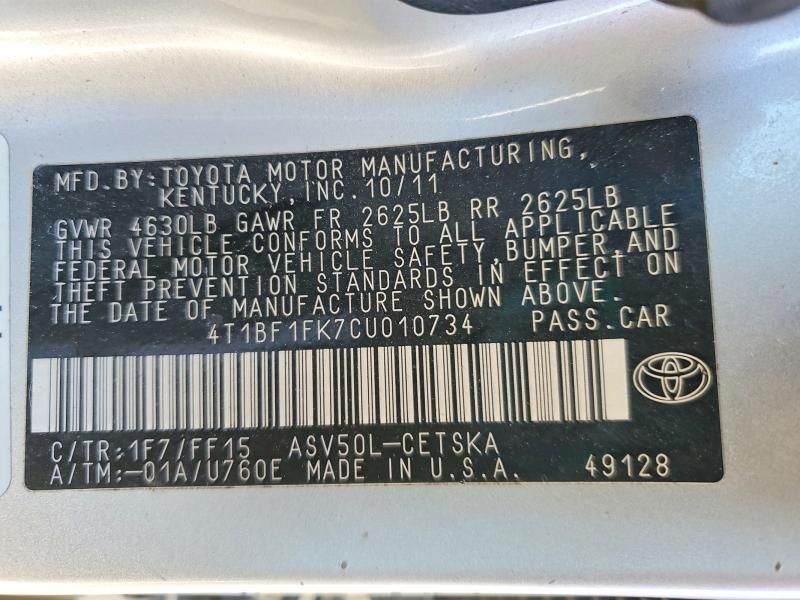 MFD. BY: TOYOTA MOTOR MANUFACTURING,
KENTUCKY, INC. 10/11
GVWR 4630LB GAWR FR 2625LB RR 2625LB
THIS VEHICLE CONFORMS TO ALL APPLICABLE
FEDERAL MOTOR VEHICLE SAFETY, BUMPER, AND
THEFT PREVENTION STANDARDS IN EFFECT ON
THE DATE OF MANUFACTURE SHOWN ABOVE.
4T1BF1FK7CU010734 PASS. CAR
C/TR: 1F7/FF15 ASV50L-CETSKA
A/TM: -01A/U760E MADE IN U.S.A. 49128